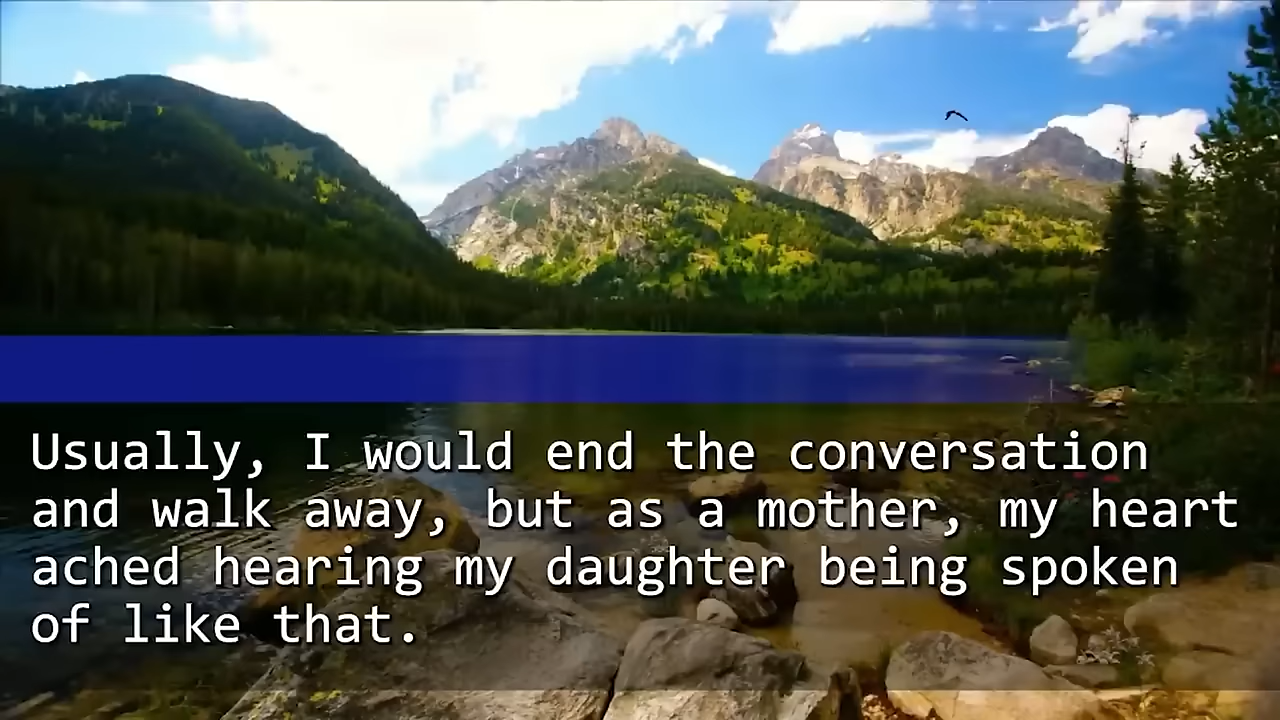 Usually, I would end the conversation
and walk away, but as a mother, my heart
ached hearing my daughter being spoken
of like that.